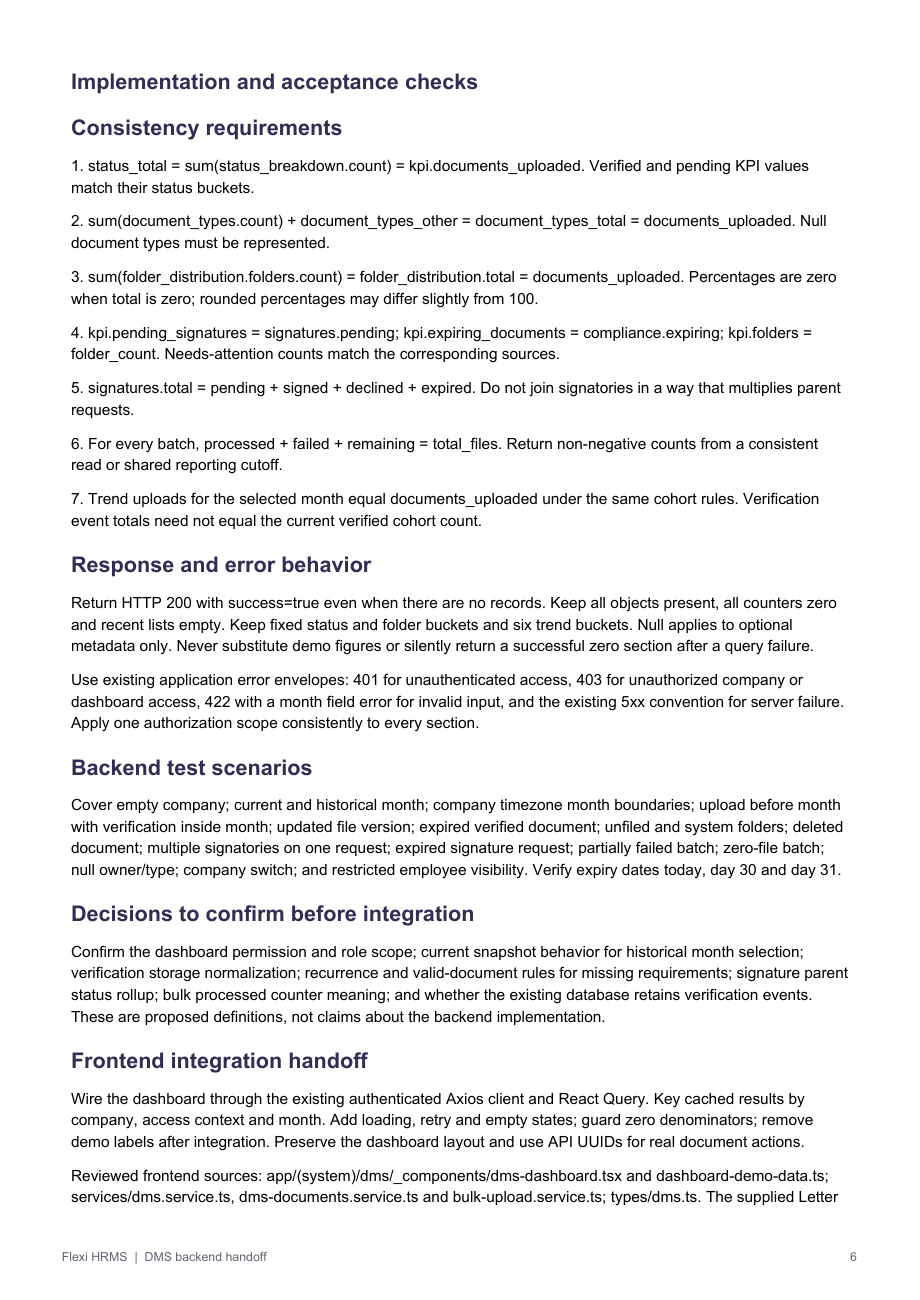 Implementation and acceptance checks
Consistency requirements
1. status_total = sum(status_breakdown.count) = kpi.documents_uploaded. Verified and pending KPI values
match their status buckets.
2. sum(document_types.count) + document_types_other = document_types_total = documents_uploaded. Null
document types must be represented.
3. sum(folder_distribution.folders.count) = folder_distribution.total = documents_uploaded. Percentages are zero
when total is zero; rounded percentages may differ slightly from 100.
4. kpi.pending_signatures = signatures.pending; kpi.expiring_documents = compliance.expiring; kpi.folders =
folder_count. Needs-attention counts match the corresponding sources.
5. signatures.total = pending + signed + declined + expired. Do not join signatories in a way that multiplies parent
requests.
6. For every batch, processed + failed + remaining = total_files. Return non-negative counts from a consistent
read or shared reporting cutoff.
7. Trend uploads for the selected month equal documents_uploaded under the same cohort rules. Verification
event totals need not equal the current verified cohort count.
Response and error behavior
Return HTTP 200 with success=true even when there are no records. Keep all objects present, all counters zero
and recent lists empty. Keep fixed status and folder buckets and six trend buckets. Null applies to optional
metadata only. Never substitute demo figures or silently return a successful zero section after a query failure.
Use existing application error envelopes: 401 for unauthenticated access, 403 for unauthorized company or
dashboard access, 422 with a month field error for invalid input, and the existing 5xx convention for server failure.
Apply one authorization scope consistently to every section.
Backend test scenarios
Cover empty company; current and historical month; company timezone month boundaries; upload before month
with verification inside month; updated file version; expired verified document; unfiled and system folders; deleted
document; multiple signatories on one request; expired signature request; partially failed batch; zero-file batch;
null owner/type; company switch; and restricted employee visibility. Verify expiry dates today, day 30 and day 31.
Decisions to confirm before integration
Confirm the dashboard permission and role scope; current snapshot behavior for historical month selection;
verification storage normalization; recurrence and valid-document rules for missing requirements; signature parent
status rollup; bulk processed counter meaning; and whether the existing database retains verification events.
These are proposed definitions, not claims about the backend implementation.
Frontend integration handoff
Wire the dashboard through the existing authenticated Axios client and React Query. Key cached results by
company, access context and month. Add loading, retry and empty states; guard zero denominators; remove
demo labels after integration. Preserve the dashboard layout and use API UUIDs for real document actions.
Reviewed frontend sources: app/(system)/dms/_components/dms-dashboard.tsx and dashboard-demo-data.ts;
services/dms.service.ts, dms-documents.service.ts and bulk-upload.service.ts; types/dms.ts. The supplied Letter
Flexi HRMS | DMS backend handoff
6